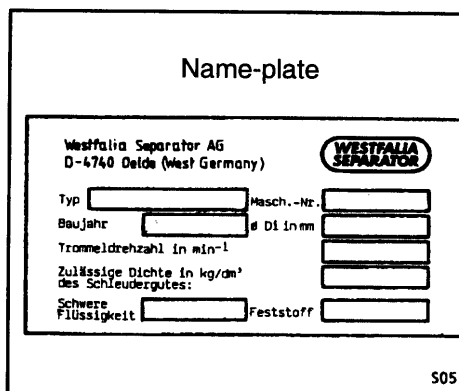 Name-plate
Westfalia Separator AG
D-4740 Oelde (West Germany)
WESTFALIA
SEPARATOR
Typ Masch.-Nr.
Baujahr ø Di in mm
Trommeldrehzahl in min⁻¹
Zulässige Dichte in kg/dm³
des Schleudergutes:
Schwere
Flüssigkeit Feststoff
S05